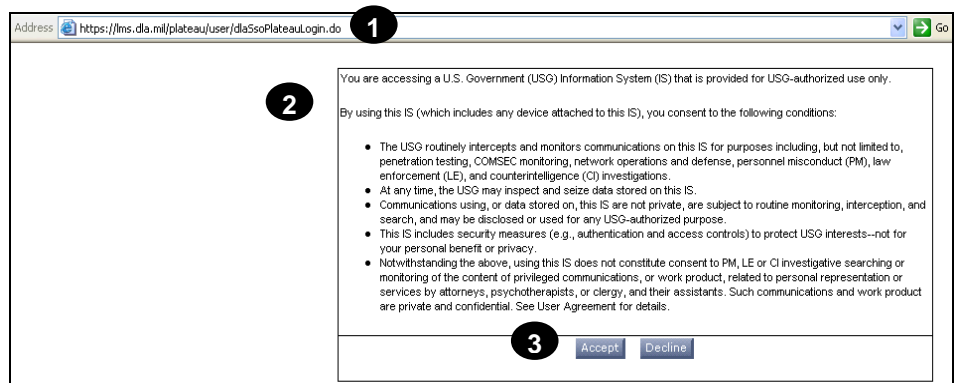 Address https://lms.dla.mil/plateau/user/dlaSsoPlateauLogin.do 1 Go
2
You are accessing a U.S. Government (USG) Information System (IS) that is provided for USG-authorized use only.
By using this IS (which includes any device attached to this IS), you consent to the following conditions:
• The USG routinely intercepts and monitors communications on this IS for purposes including, but not limited to,
penetration testing, COMSEC monitoring, network operations and defense, personnel misconduct (PM), law
enforcement (LE), and counterintelligence (CI) investigations.
• At any time, the USG may inspect and seize data stored on this IS.
• Communications using, or data stored on, this IS are not private, are subject to routine monitoring, interception, and
search, and may be disclosed or used for any USG-authorized purpose.
• This IS includes security measures (e.g., authentication and access controls) to protect USG interests--not for
your personal benefit or privacy.
• Notwithstanding the above, using this IS does not constitute consent to PM, LE or CI investigative searching or
monitoring of the content of privileged communications, or work product, related to personal representation or
services by attorneys, psychotherapists, or clergy, and their assistants. Such communications and work product
are private and confidential. See User Agreement for details.
3 Accept Decline